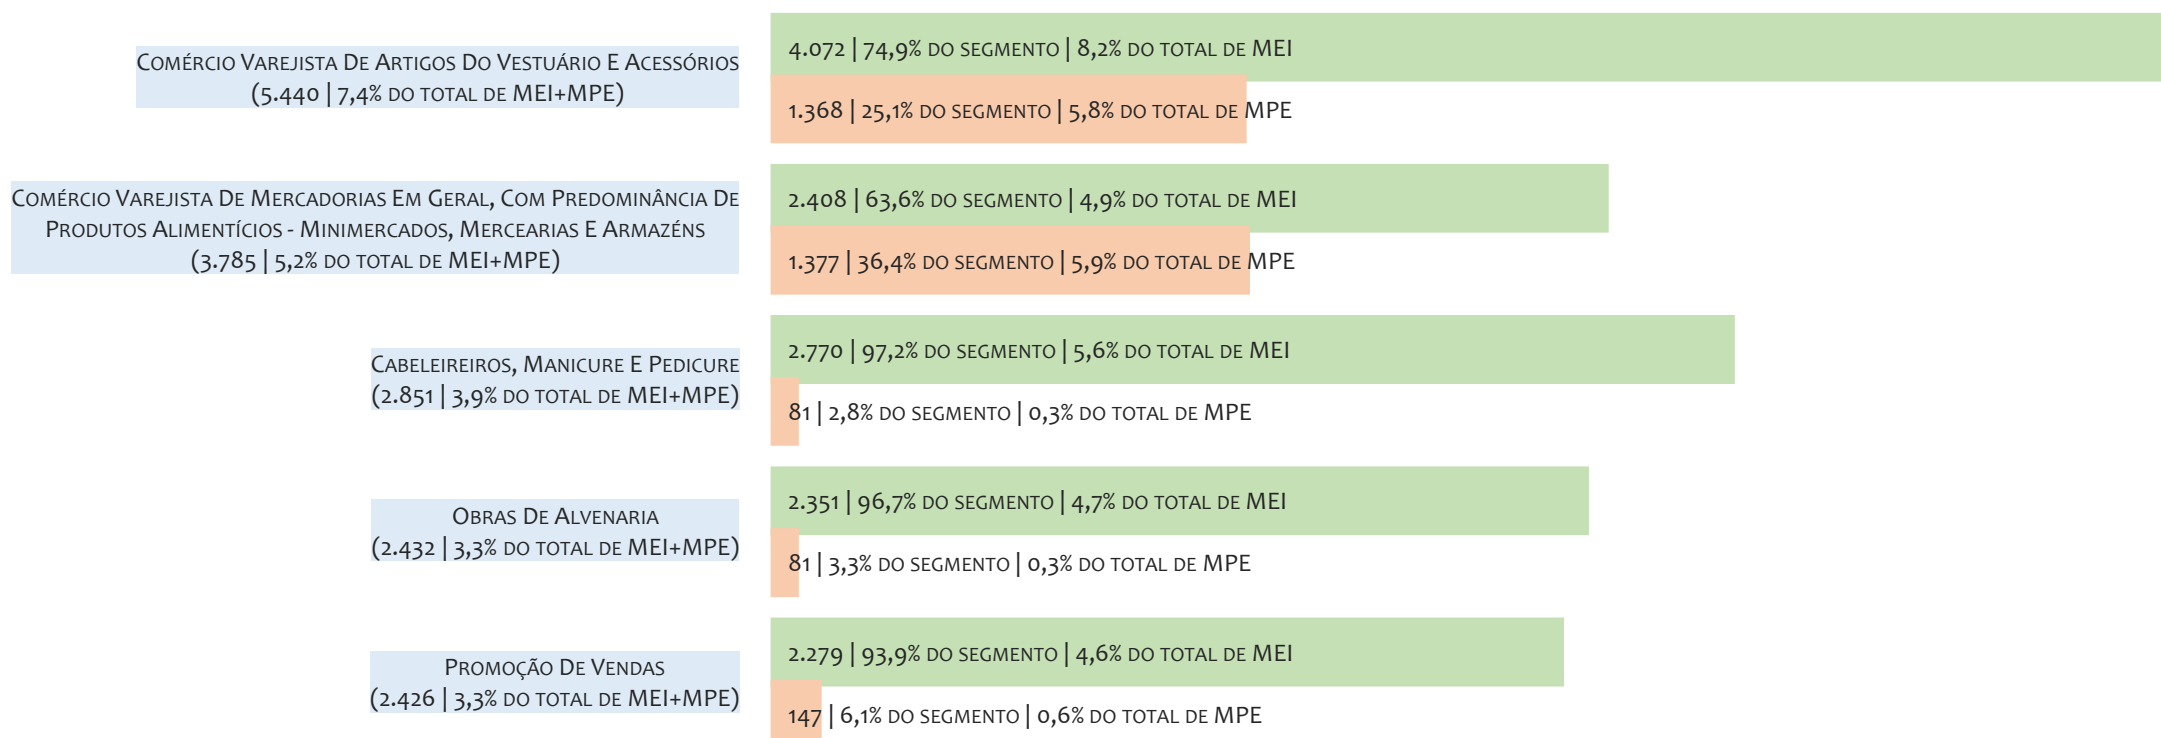 Comércio Varejista De Artigos Do Vestuário E Acessórios
(5.440 | 7,4% do total de MEI+MPE)
4.072 | 74,9% do segmento | 8,2% do total de MEI
1.368 | 25,1% do segmento | 5,8% do total de MPE
Comércio Varejista De Mercadorias Em Geral, Com Predominância De
Produtos Alimentícios - Minimercados, Mercearias E Armazéns
(3.785 | 5,2% do total de MEI+MPE)
2.408 | 63,6% do segmento | 4,9% do total de MEI
1.377 | 36,4% do segmento | 5,9% do total de MPE
Cabeleireiros, Manicure E Pedicure
(2.851 | 3,9% do total de MEI+MPE)
2.770 | 97,2% do segmento | 5,6% do total de MEI
81 | 2,8% do segmento | 0,3% do total de MPE
Obras De Alvenaria
(2.432 | 3,3% do total de MEI+MPE)
2.351 | 96,7% do segmento | 4,7% do total de MEI
81 | 3,3% do segmento | 0,3% do total de MPE
Promoção De Vendas
(2.426 | 3,3% do total de MEI+MPE)
2.279 | 93,9% do segmento | 4,6% do total de MEI
147 | 6,1% do segmento | 0,6% do total de MPE